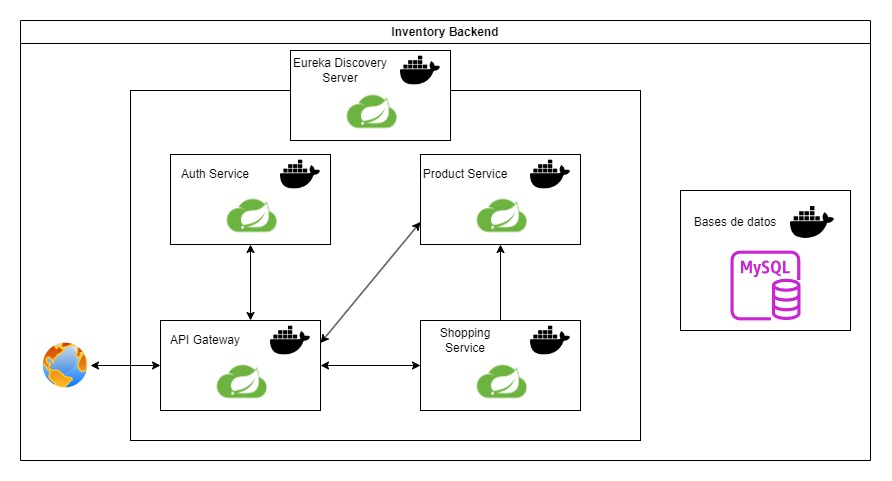 Inventory Backend
Eureka Discovery
Server
Auth Service
Product Service
Bases de datos
MySQL
API Gateway
Shopping
Service